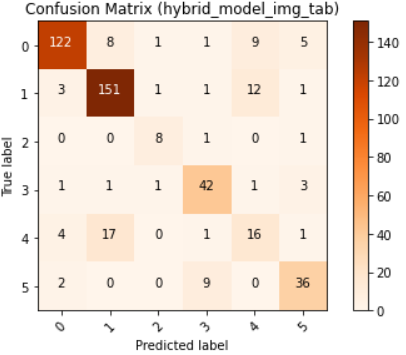 Confusion Matrix (hybrid_model_img_tab)
0 122 8 1 1 9 5
1 3 151 1 1 12 1
2 0 0 8 1 0 1
3 1 1 1 42 1 3
4 4 17 0 1 16 1
5 2 0 0 9 0 36
0 1 2 3 4 5
True label
Predicted label
140
120
100
80
60
40
20
0